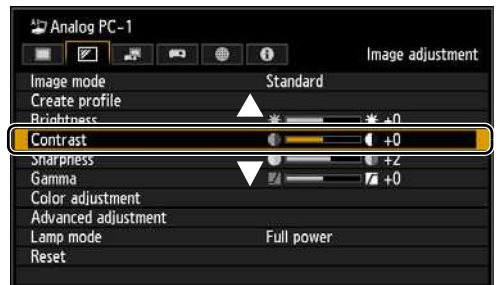 Analog PC-1
Image adjustment
Image mode Standard
Create profile
Brightness +0
Contrast +0
Sharpness +2
Gamma +0
Color adjustment
Advanced adjustment
Lamp mode Full power
Reset